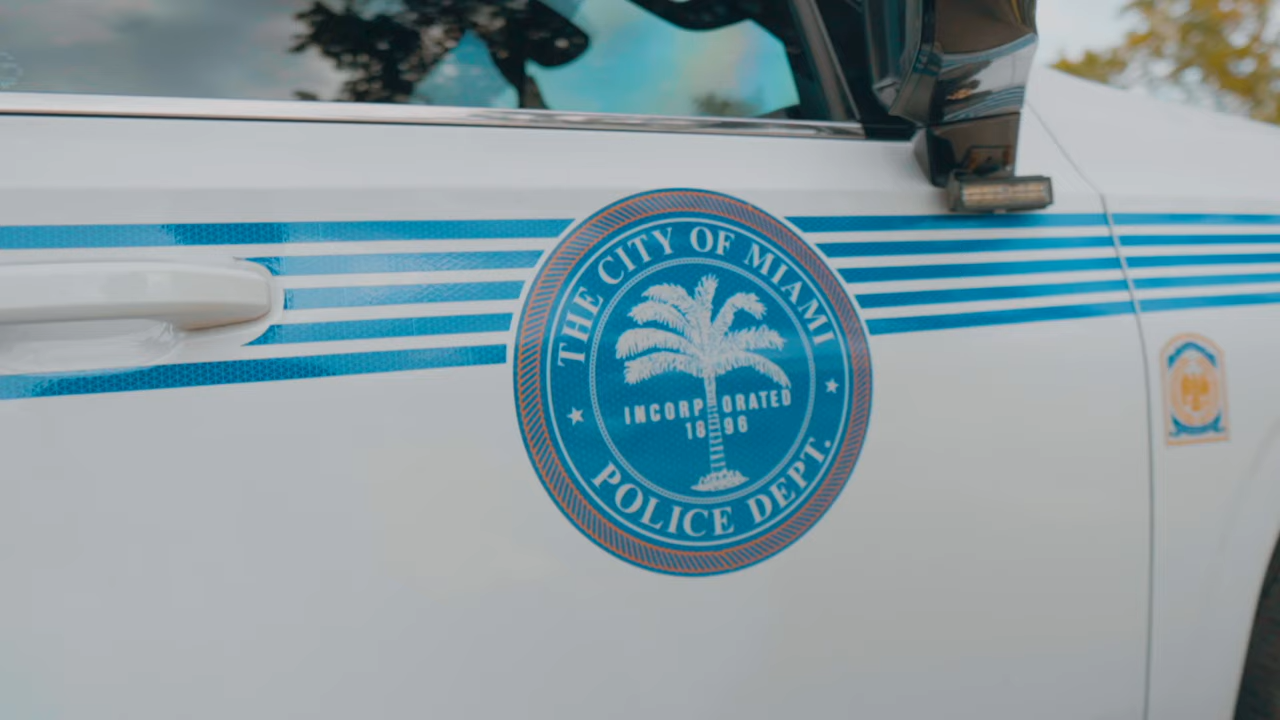 THE CITY OF MIAMI
INCORPORATED
1896
POLICE DEPT.